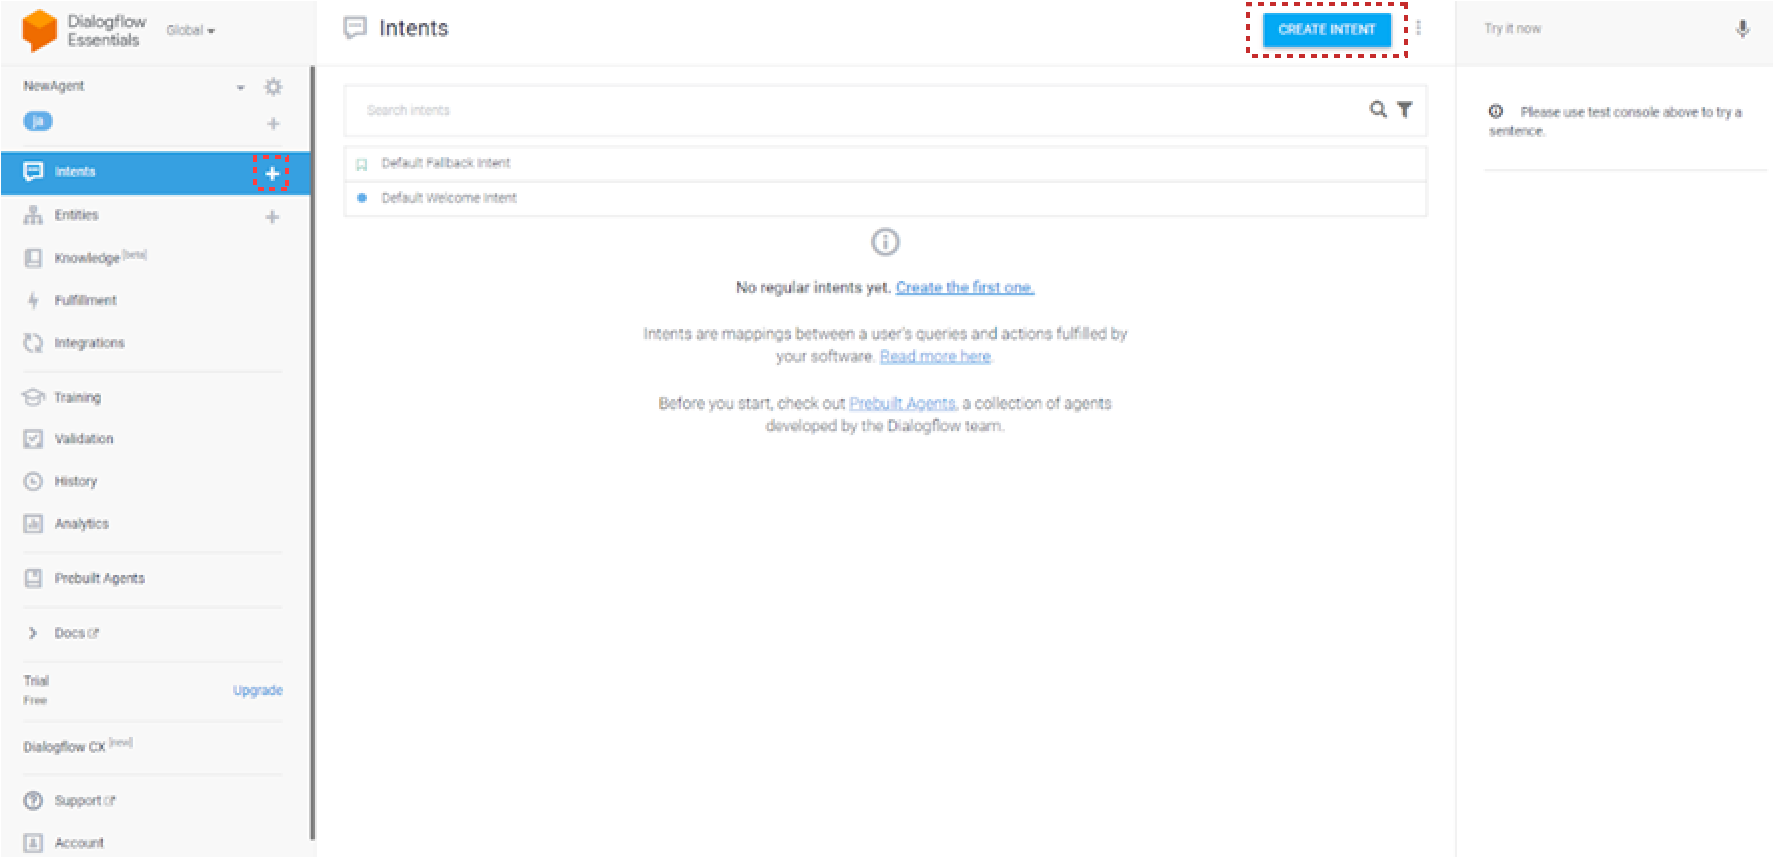 Dialogflow
Essentials
Global
NewAgent
ja
Intents
Entities
Knowledge [beta]
Fulfillment
Integrations
Training
Validation
History
Analytics
Prebuilt Agents
Docs
Trial
Free
Upgrade
Dialogflow CX [new]
Support
Account
Intents
CREATE INTENT
Search intents
Default Fallback Intent
Default Welcome Intent
No regular intents yet. Create the first one.
Intents are mappings between a user's queries and actions fulfilled by
your software. Read more here.
Before you start, check out Prebuilt Agents, a collection of agents
developed by the Dialogflow team.
Try it now
Please use test console above to try a
sentence.